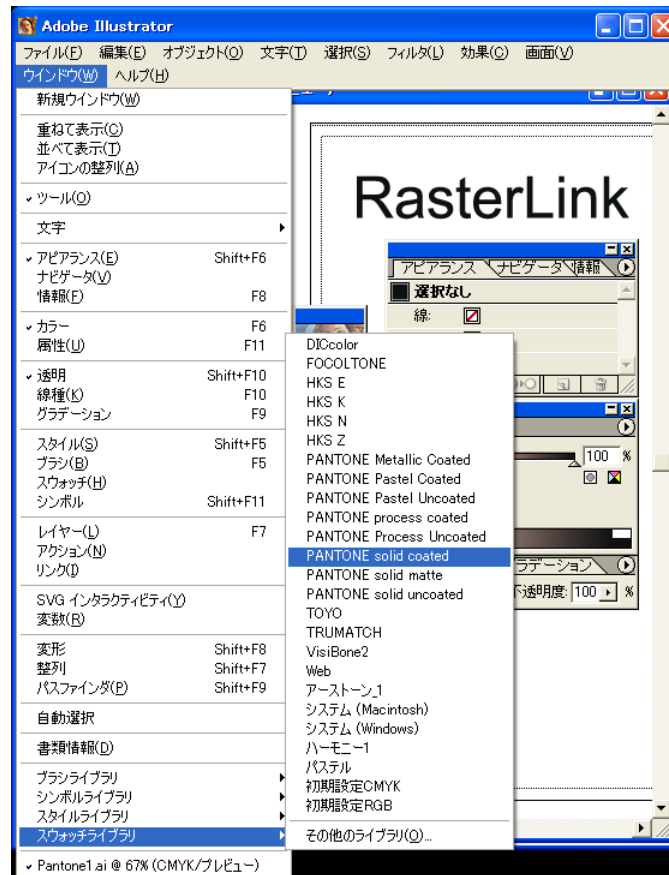 Adobe Illustrator
ファイル(F) 編集(E) オブジェクト(O) 文字(T) 選択(S) フィルタ(L) 効果(C) 画面(V)
ウインドウ(W) ヘルプ(H)
新規ウインドウ(W)
重ねて表示(C)
並べて表示(T)
アイコンの整列(A)
ツール(O)
文字
アピアランス(E) Shift+F6
ナビゲータ(V)
情報(F) F8
カラー F6
属性(U) F11
透明 Shift+F10
線種(K) F10
グラデーション F9
スタイル(S) Shift+F5
ブラシ(B) F5
スウォッチ(H)
シンボル Shift+F11
レイヤー(L) F7
アクション(N)
リンク(I)
SVG インタラクティビティ(Y)
変数(R)
変形 Shift+F8
整列 Shift+F7
パスファインダ(P) Shift+F9
自動選択
書類情報(D)
ブラシライブラリ
シンボルライブラリ
スタイルライブラリ
スウォッチライブラリ
Pantone1.ai @ 67% (CMYK/プレビュー)
RasterLink
アピアランス ナビゲータ 情報
選択なし
線:
DICcolor
FOCOLTONE
HKS E
HKS K
HKS N
HKS Z
PANTONE Metallic Coated
PANTONE Pastel Coated
PANTONE Pastel Uncoated
PANTONE process coated
PANTONE Process Uncoated
PANTONE solid coated
PANTONE solid matte
PANTONE solid uncoated
TOYO
TRUMATCH
VisiBone2
Web
アーストーン_1
システム (Macintosh)
システム (Windows)
ハーモニー1
パステル
初期設定CMYK
初期設定RGB
その他のライブラリ(O)...
100 %
ラデーション
不透明度: 100 %